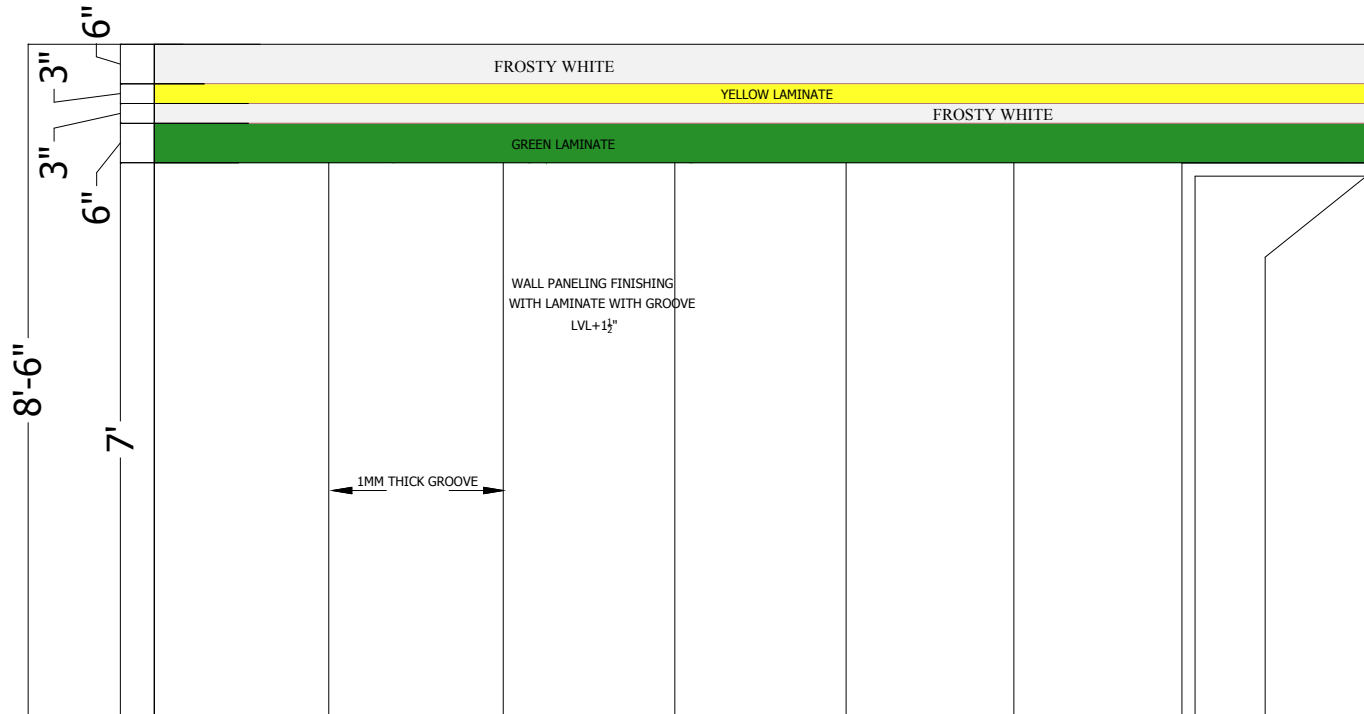 6"
3"
FROSTY WHITE
YELLOW LAMINATE
FROSTY WHITE
3"
GREEN LAMINATE
6"
WALL PANELING FINISHING
WITH LAMINATE WITH GROOVE
LVL+1½"
8'-6"
7'
1MM THICK GROOVE